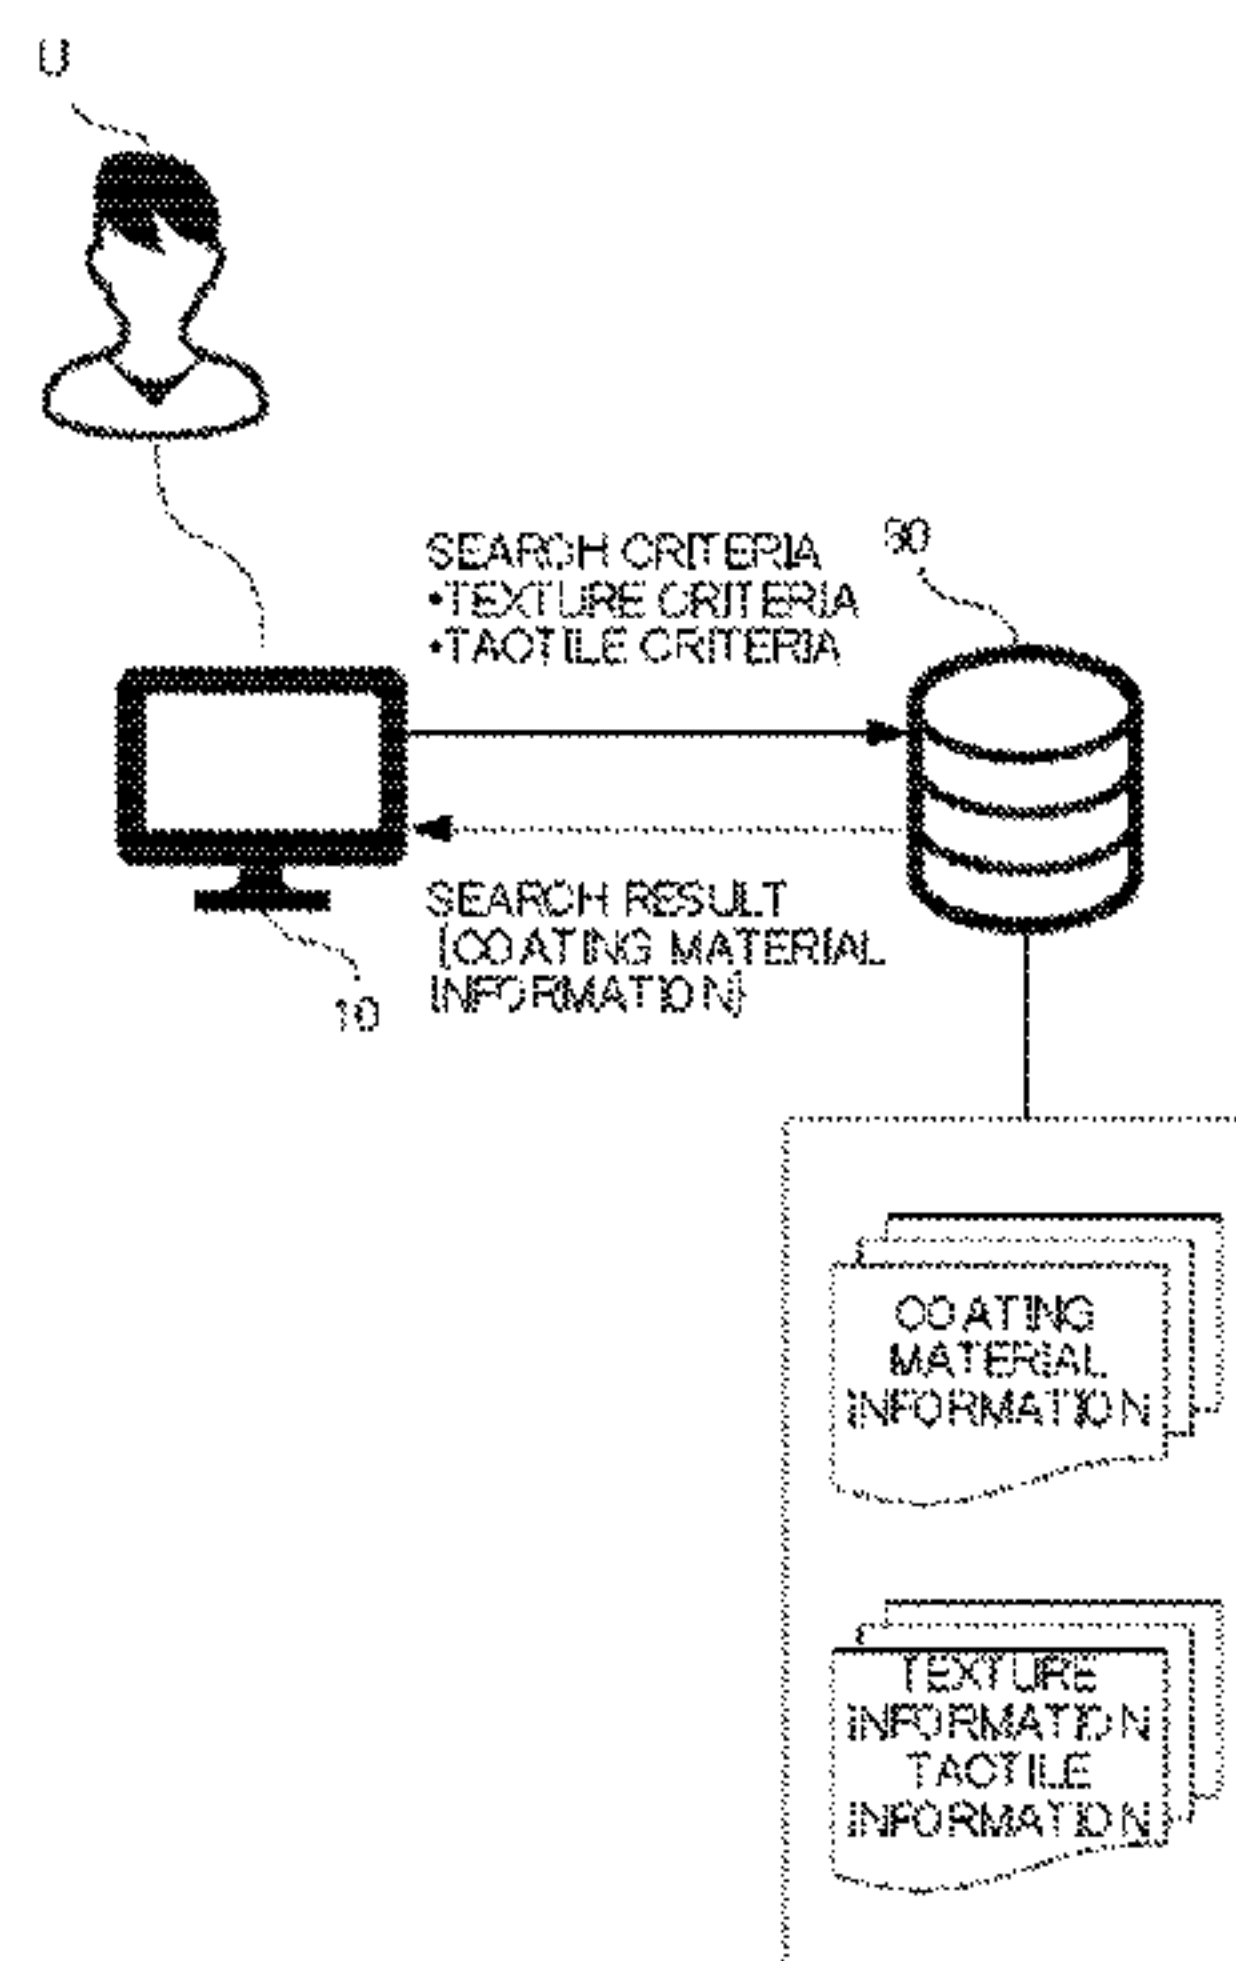 U
SEARCH CRITERIA
•TEXTURE CRITERIA
•TACTILE CRITERIA
SEARCH RESULT
(COATING MATERIAL
INFORMATION)
10
COATING
MATERIAL
INFORMATION
TEXTURE
INFORMATION
TACTILE
INFORMATION